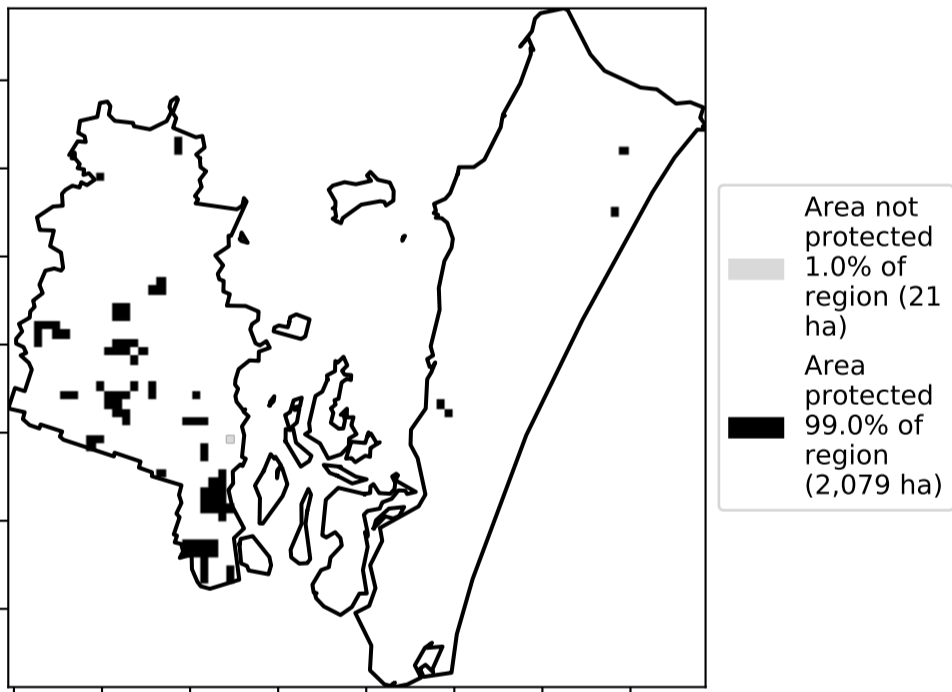 Area not
protected
1.0% of
region (21
ha)
Area
protected
99.0% of
region
(2,079 ha)